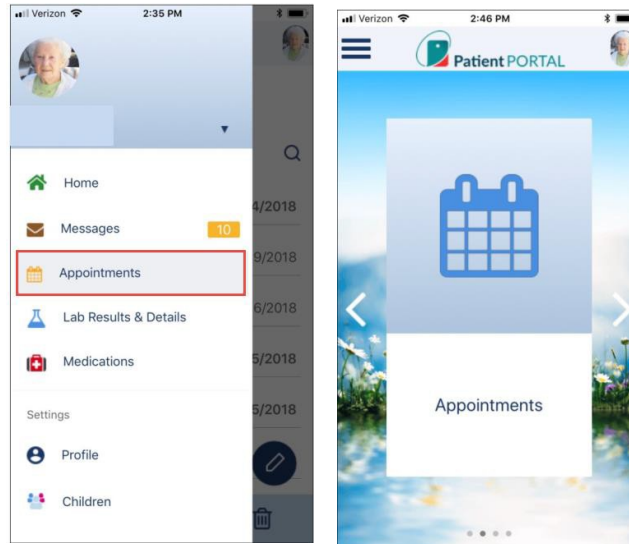 Verizon 2:35 PM
Home
Messages 10
Appointments
Lab Results & Details
Medications
Settings
Profile
Children
4/2018
9/2018
6/2018
5/2018
5/2018
Verizon 2:46 PM
Patient PORTAL
Appointments